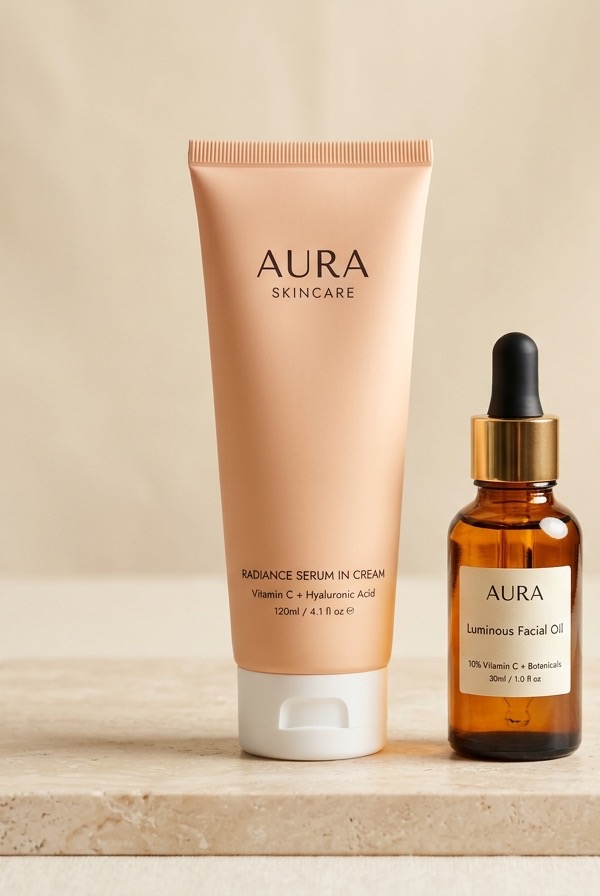 AURA
SKINCARE
RADIANCE SERUM IN CREAM
Vitamin C + Hyaluronic Acid
120ml / 4.1 fl oz ℮
AURA
Luminous Facial Oil
10% Vitamin C + Botenicals
30ml / 1.0 fl oz